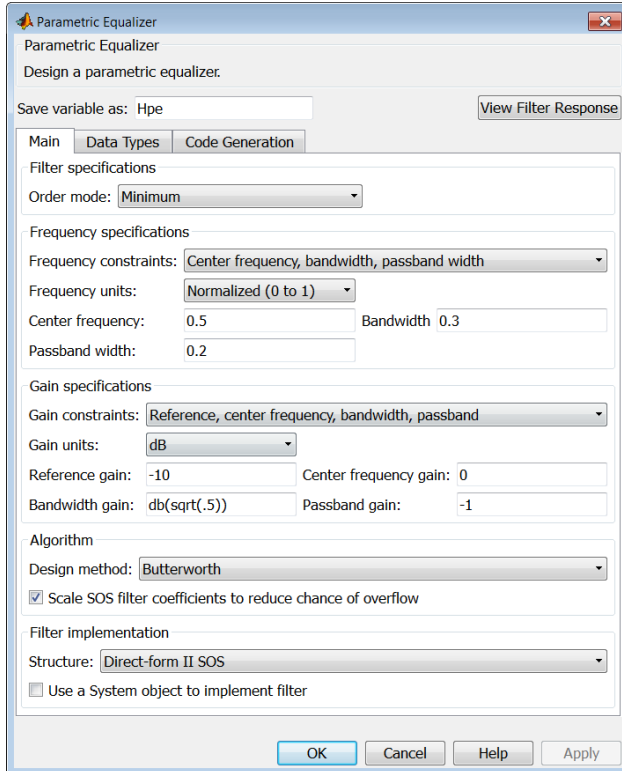 Parametric Equalizer
Parametric Equalizer
Design a parametric equalizer.
Save variable as: Hpe View Filter Response
Main Data Types Code Generation
Filter specifications
Order mode: Minimum
Frequency specifications
Frequency constraints: Center frequency, bandwidth, passband width
Frequency units: Normalized (0 to 1)
Center frequency: 0.5 Bandwidth 0.3
Passband width: 0.2
Gain specifications
Gain constraints: Reference, center frequency, bandwidth, passband
Gain units: dB
Reference gain: -10 Center frequency gain: 0
Bandwidth gain: db(sqrt(.5)) Passband gain: -1
Algorithm
Design method: Butterworth
Scale SOS filter coefficients to reduce chance of overflow
Filter implementation
Structure: Direct-form II SOS
Use a System object to implement filter
OK Cancel Help Apply